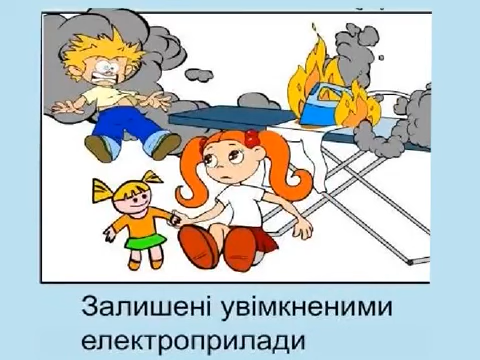 Залишені увімкненими
електроприлади